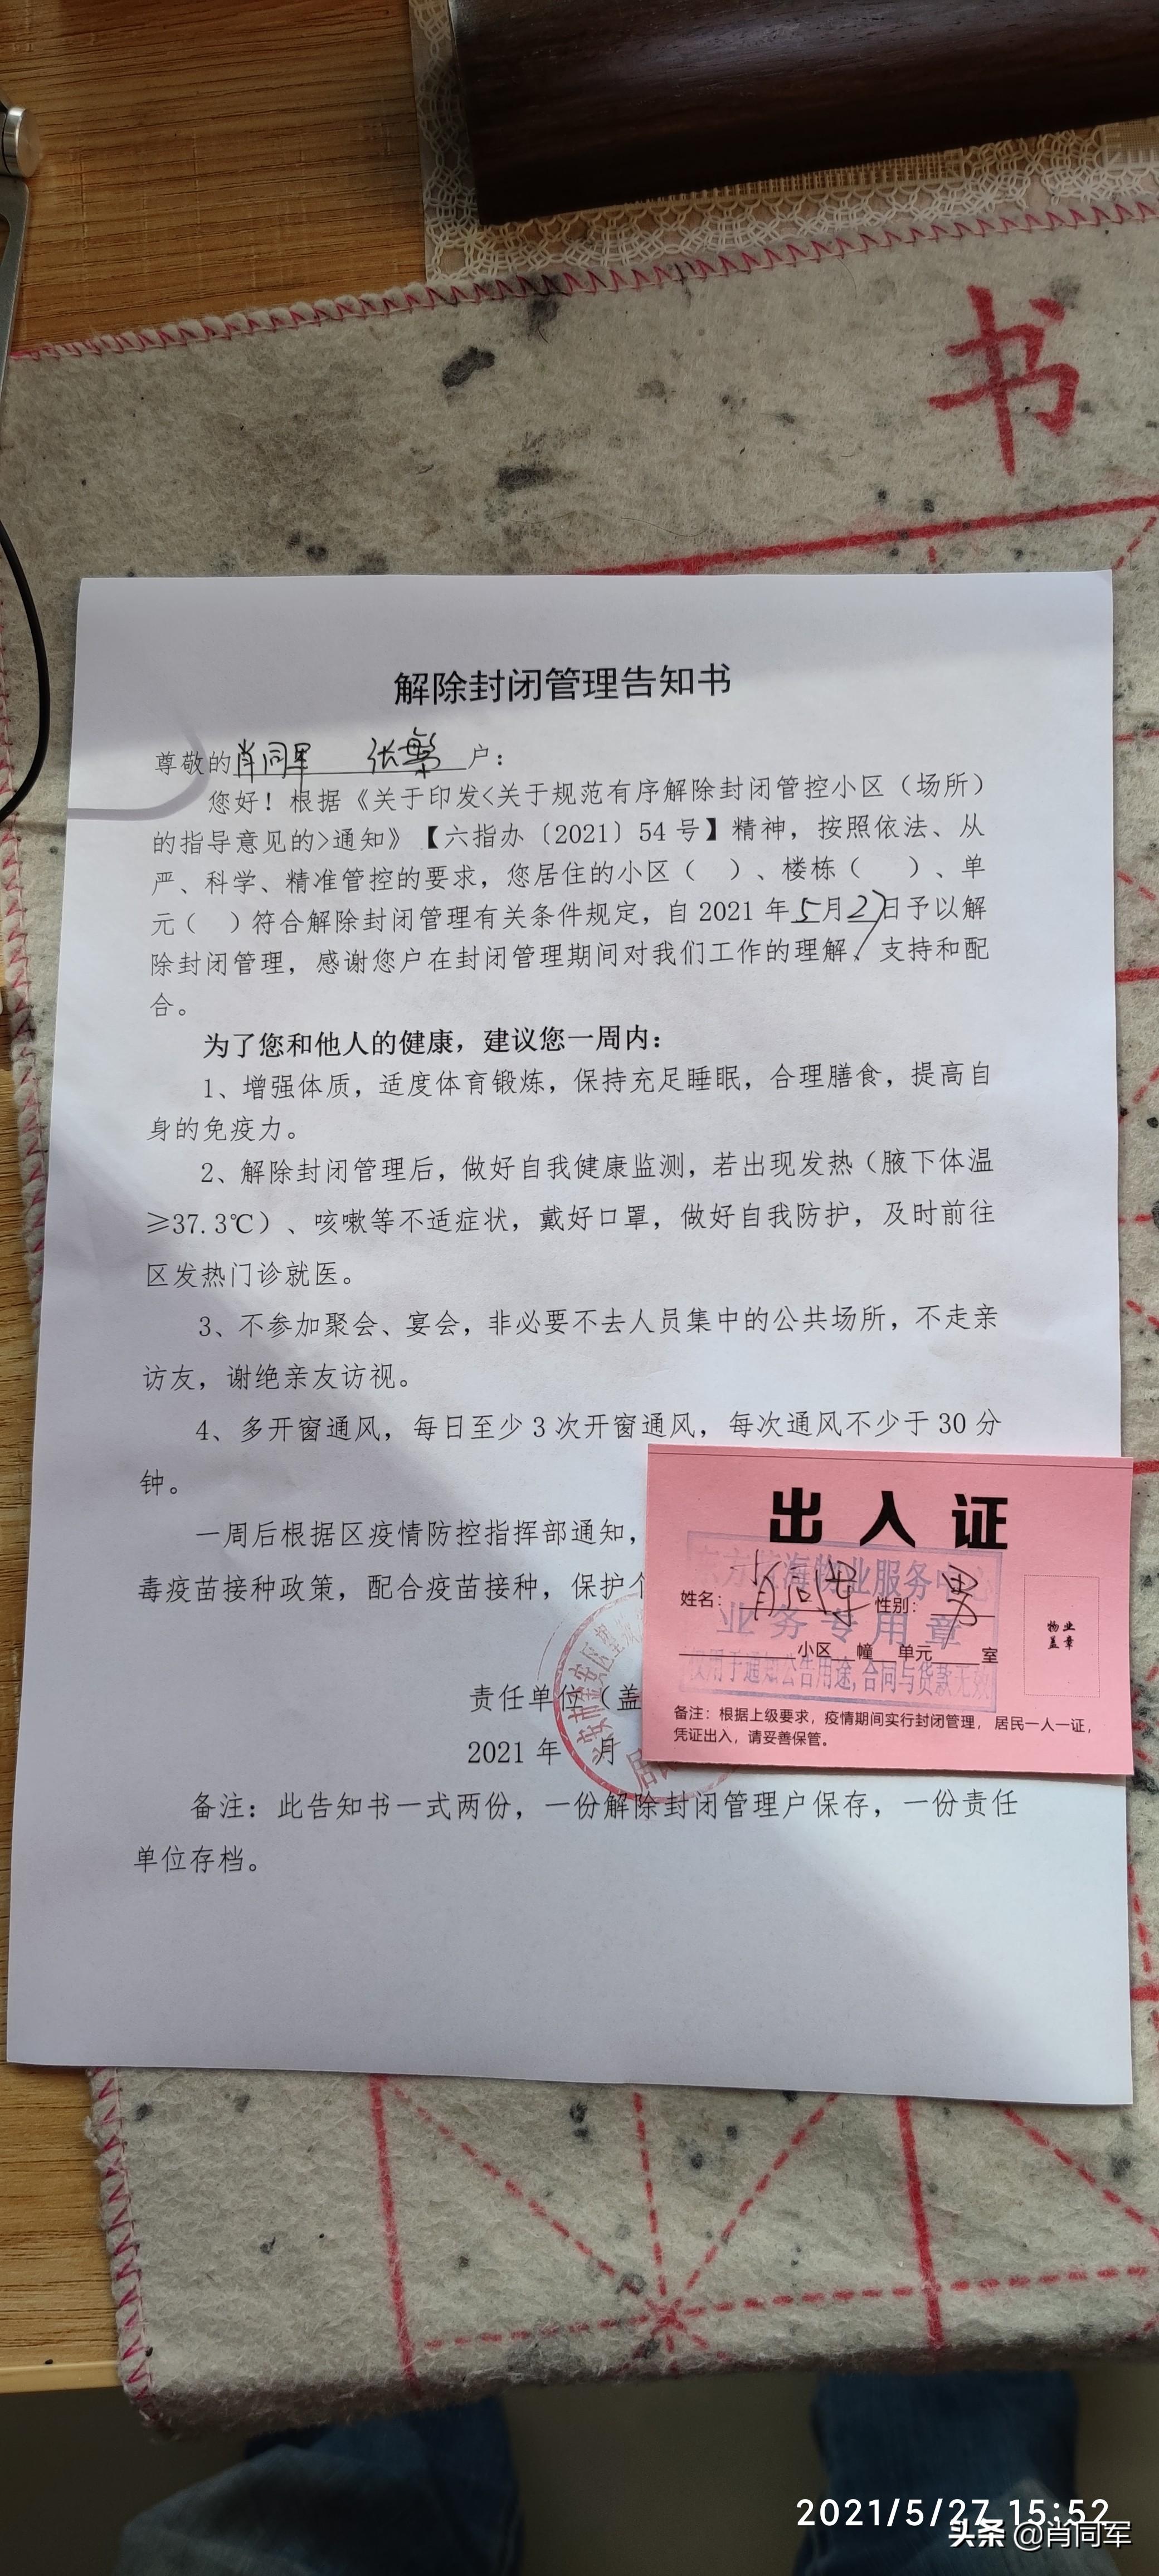 书
解除封闭管理告知书
尊敬的肖同军 张繁户：
您好！根据《关于印发<关于规范有序解除封闭管控小区（场所）
的指导意见的>通知》【六指办〔2021〕54 号】精神，按照依法、从
严、科学、精准管控的要求，您居住的小区（ ）、楼栋（ ）、单
元（ ）符合解除封闭管理有关条件规定，自 2021 年5月27日予以解
除封闭管理，感谢您户在封闭管理期间对我们工作的理解、支持和配
合。
为了您和他人的健康，建议您一周内：
1、增强体质，适度体育锻炼，保持充足睡眠，合理膳食，提高自
身的免疫力。
2、解除封闭管理后，做好自我健康监测，若出现发热（腋下体温
≥37.3℃）、咳嗽等不适症状，戴好口罩，做好自我防护，及时前往
区发热门诊就医。
3、不参加聚会、宴会，非必要不去人员集中的公共场所，不走亲
访友，谢绝亲友访视。
4、多开窗通风，每日至少 3 次开窗通风，每次通风不少于 30 分
钟。
一周后根据区疫情防控指挥部通知，
毒疫苗接种政策，配合疫苗接种，保护个
责任单位（盖
2021 年 月
备注：此告知书一式两份，一份解除封闭管理户保存，一份责任
单位存档。
出入证
姓名：肖同军 性别：男
小区 幢 单元 室
物业
盖章
业务专用章
仅用于通知公告用途,合同与货款无效
备注：根据上级要求，疫情期间实行封闭管理，居民一人一证，
凭证出入，请妥善保管。
2021/5/27 15:52
头条 @肖同军